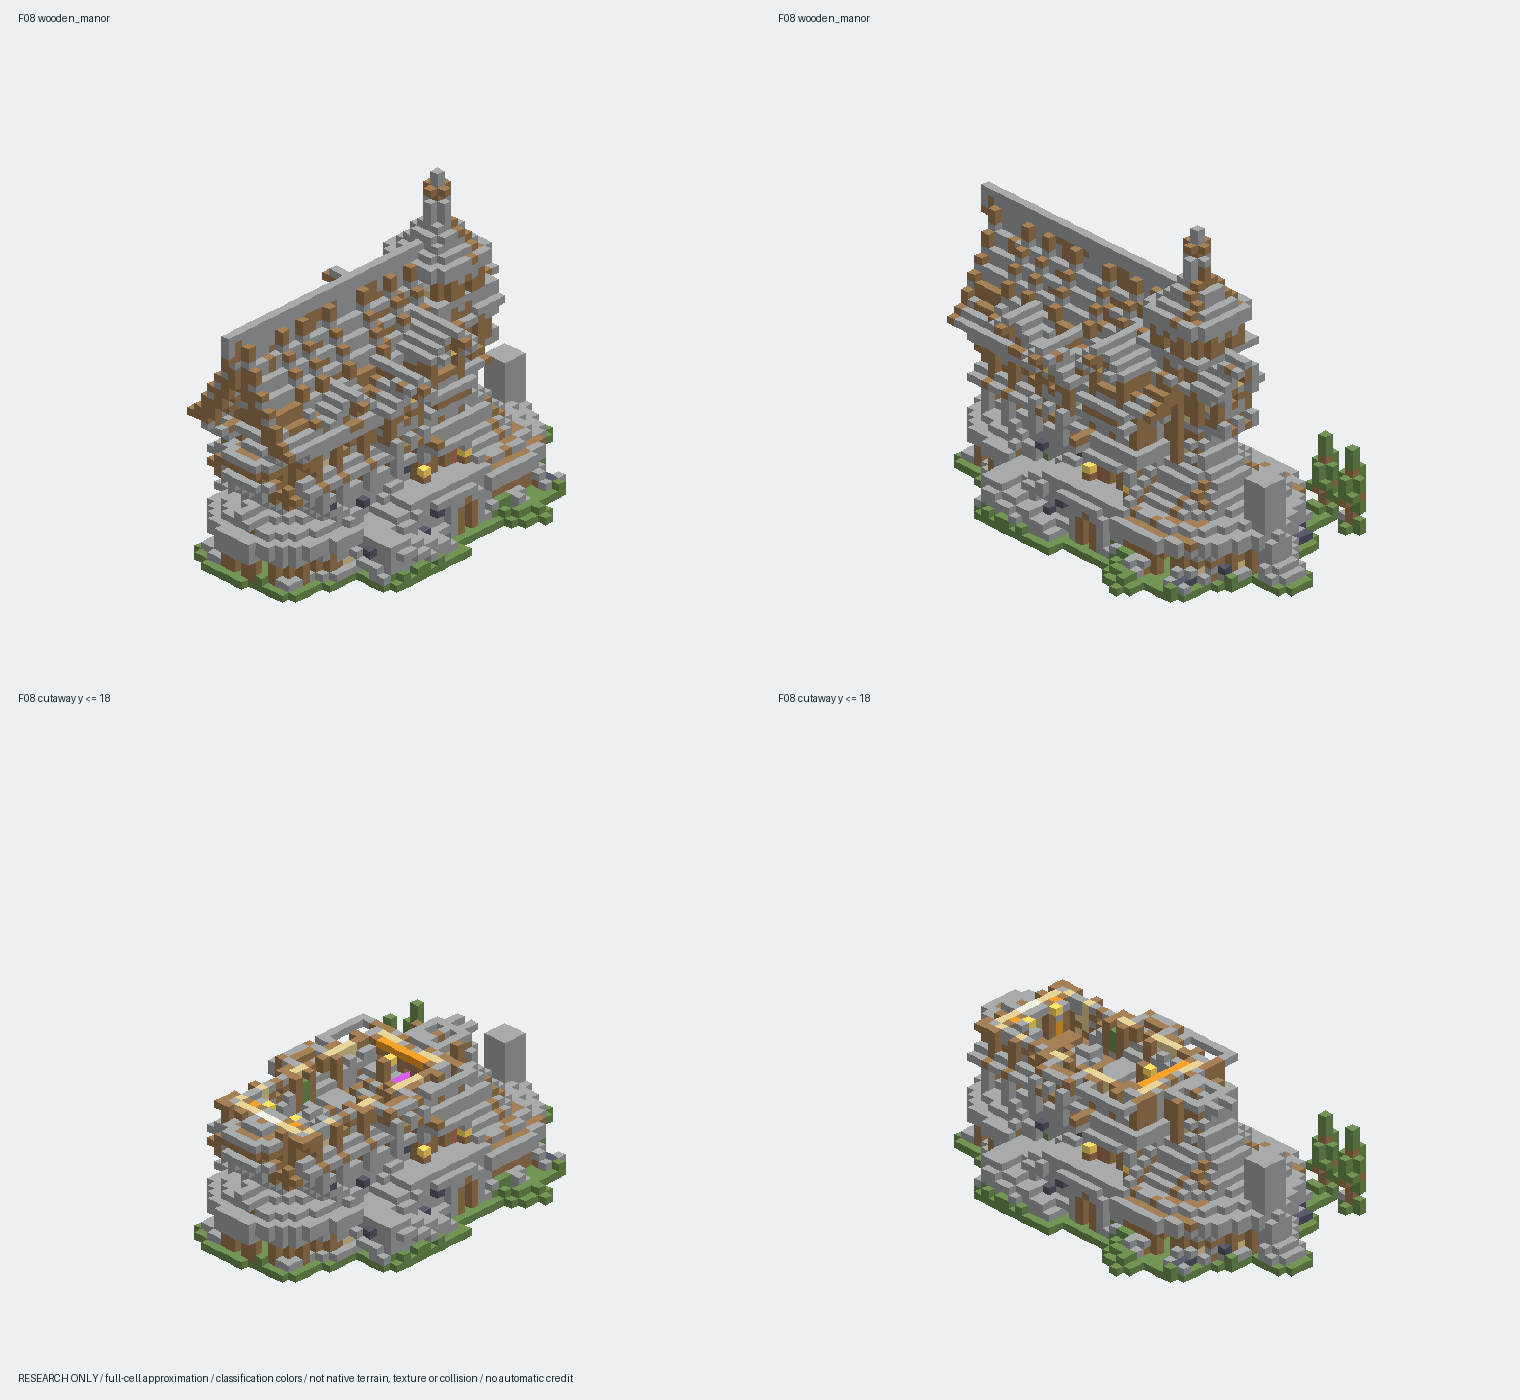 F08 wooden_manor
F08 wooden_manor
F08 cutaway y <= 18
F08 cutaway y <= 18
RESEARCH ONLY / full-cell approximation / classification colors / not native terrain, texture or collision / no automatic credit